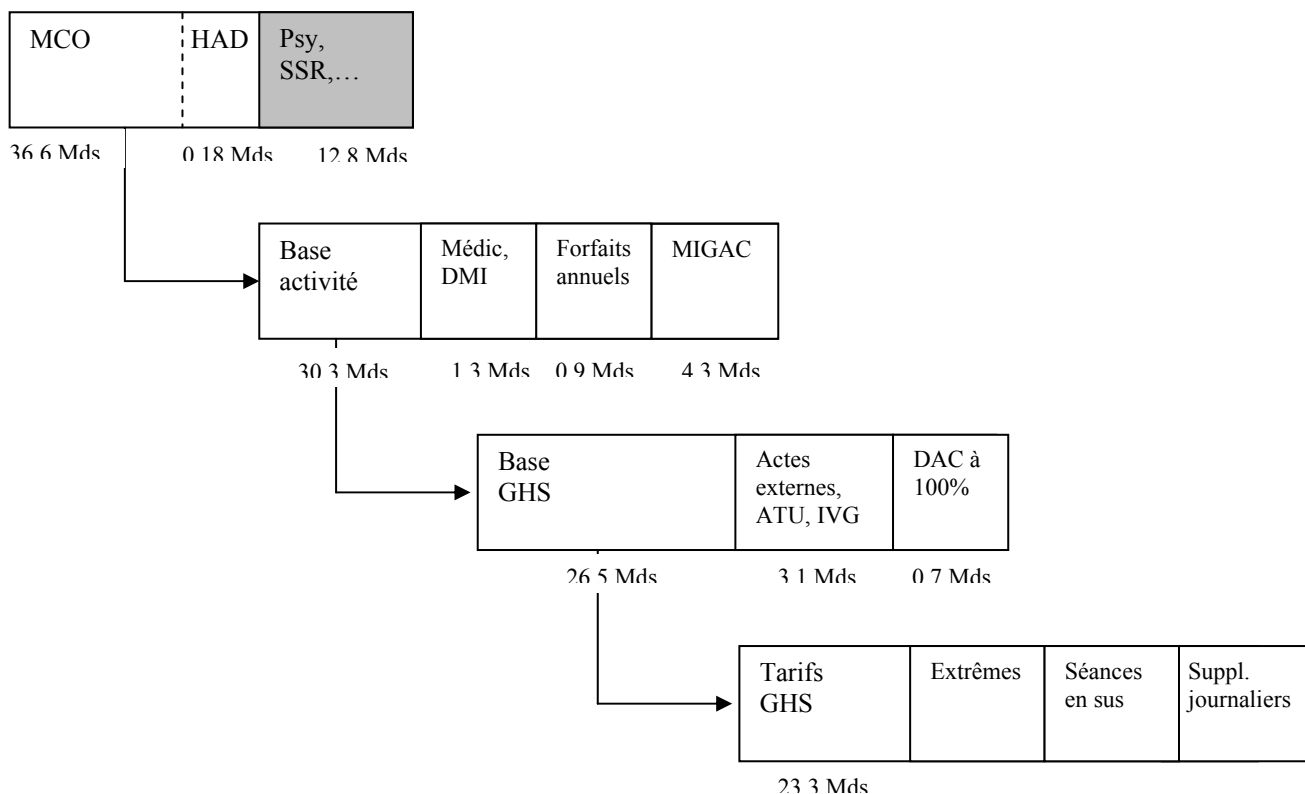 MCO
HAD
Psy,
SSR,…
36.6 Mds
0.18 Mds
12.8 Mds
Base
activité
Médic,
DMI
Forfaits
annuels
MIGAC
30.3 Mds
1.3 Mds
0.9 Mds
4.3 Mds
Base
GHS
Actes
externes,
ATU, IVG
DAC à
100%
26.5 Mds
3.1 Mds
0.7 Mds
Tarifs
GHS
Extrêmes
Séances
en sus
Suppl.
journaliers
23.3 Mds